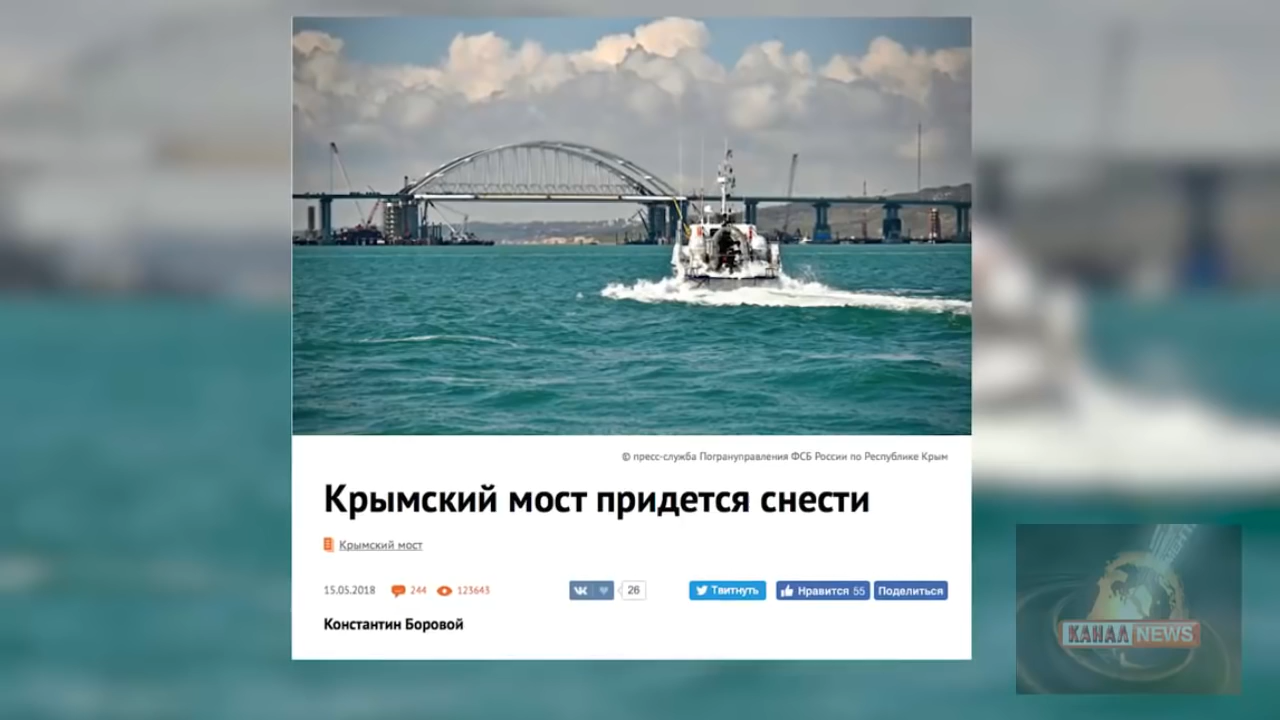 © пресс-служба Погрануправления ФСБ России по Республике Крым
Крымский мост придется снести
Крымский мост
15.05.2018 244 123643 26 Твитнуть Нравится 55 Поделиться
Константин Боровой
КАНАЛ NEWS